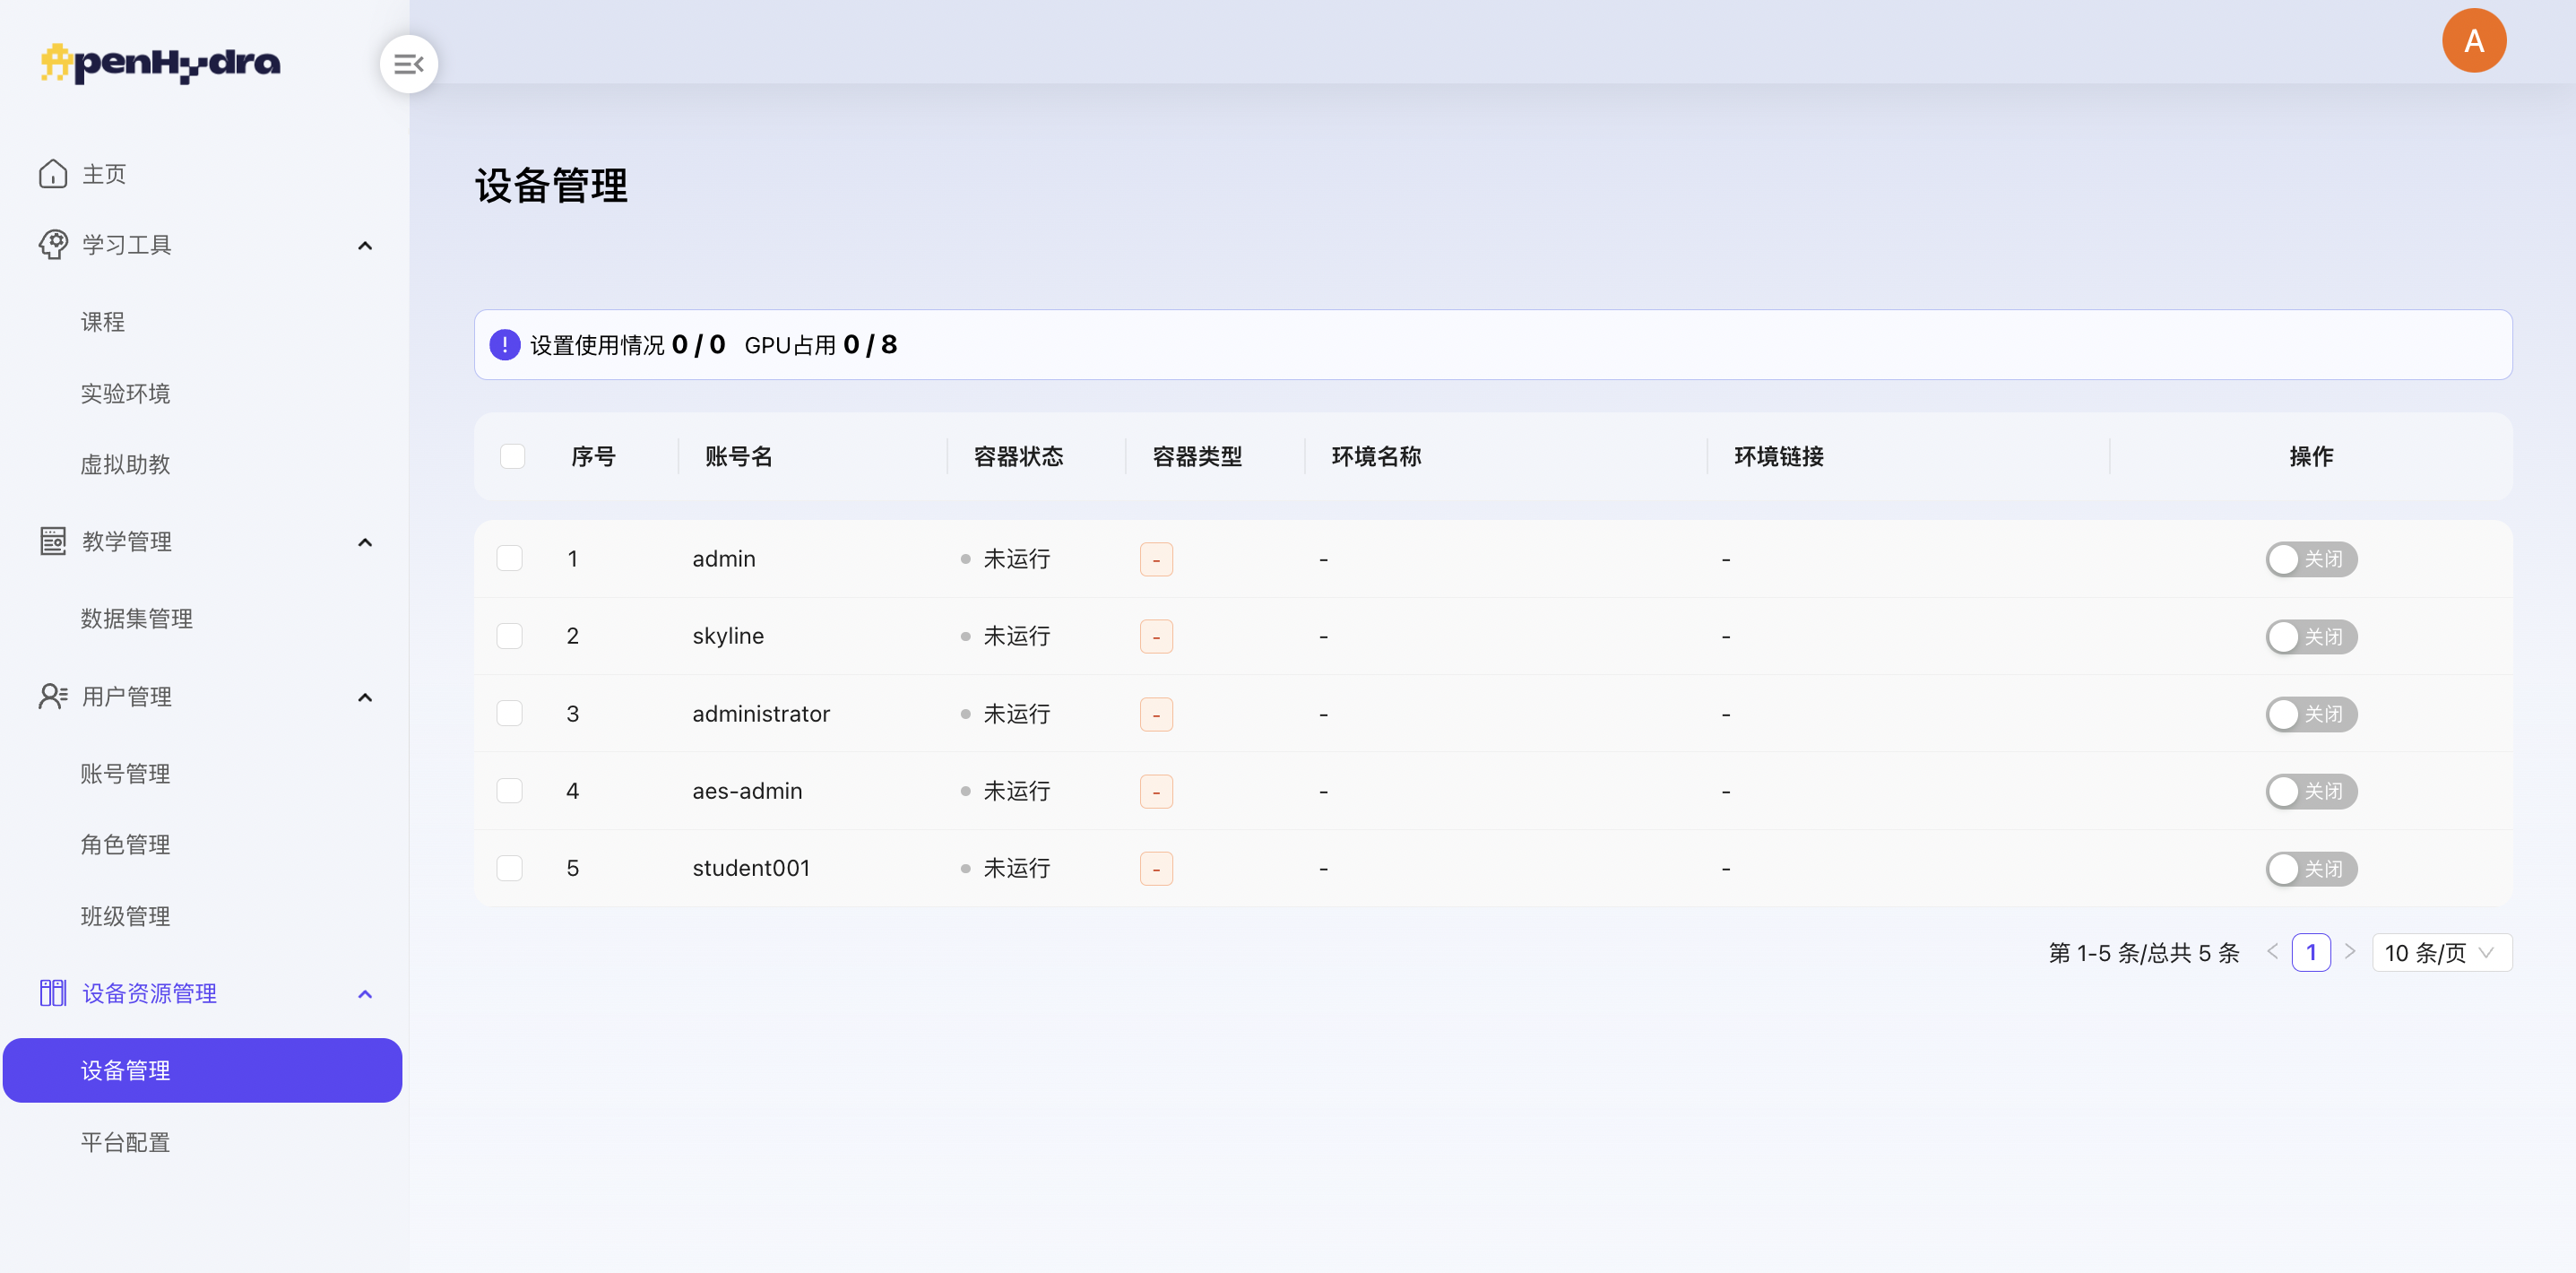 OpenHydra
A
主页
学习工具
课程
实验环境
虚拟助教
教学管理
数据集管理
用户管理
账号管理
角色管理
班级管理
设备资源管理
设备管理
平台配置
设备管理
设置使用情况 0 / 0 GPU占用 0 / 8
序号 账号名 容器状态 容器类型 环境名称 环境链接 操作
1 admin 未运行 - - - 关闭
2 skyline 未运行 - - - 关闭
3 administrator 未运行 - - - 关闭
4 aes-admin 未运行 - - - 关闭
5 student001 未运行 - - - 关闭
第 1-5 条/总共 5 条 < 1 > 10 条/页